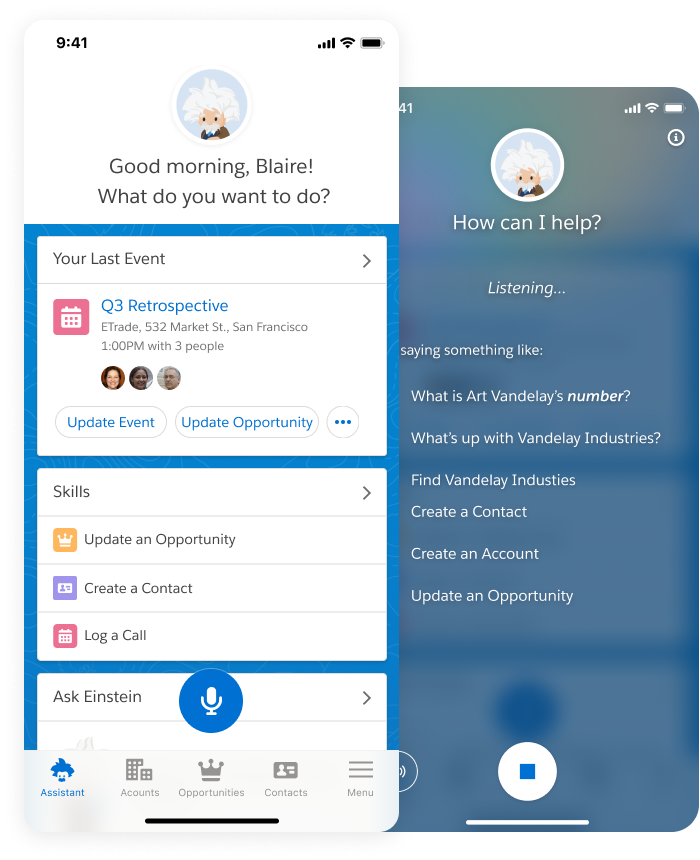 9:41
Good morning, Blaire!
What do you want to do?
Your Last Event
Q3 Retrospective
ETrade, 532 Market St., San Francisco
1:00PM with 3 people
Update Event
Update Opportunity
Skills
Update an Opportunity
Create a Contact
Log a Call
Ask Einstein
Assistant
Acounts
Opportunities
Contacts
Menu
41
How can I help?
Listening...
saying something like:
What is Art Vandelay's number?
What's up with Vandelay Industries?
Find Vandelay Industies
Create a Contact
Create an Account
Update an Opportunity